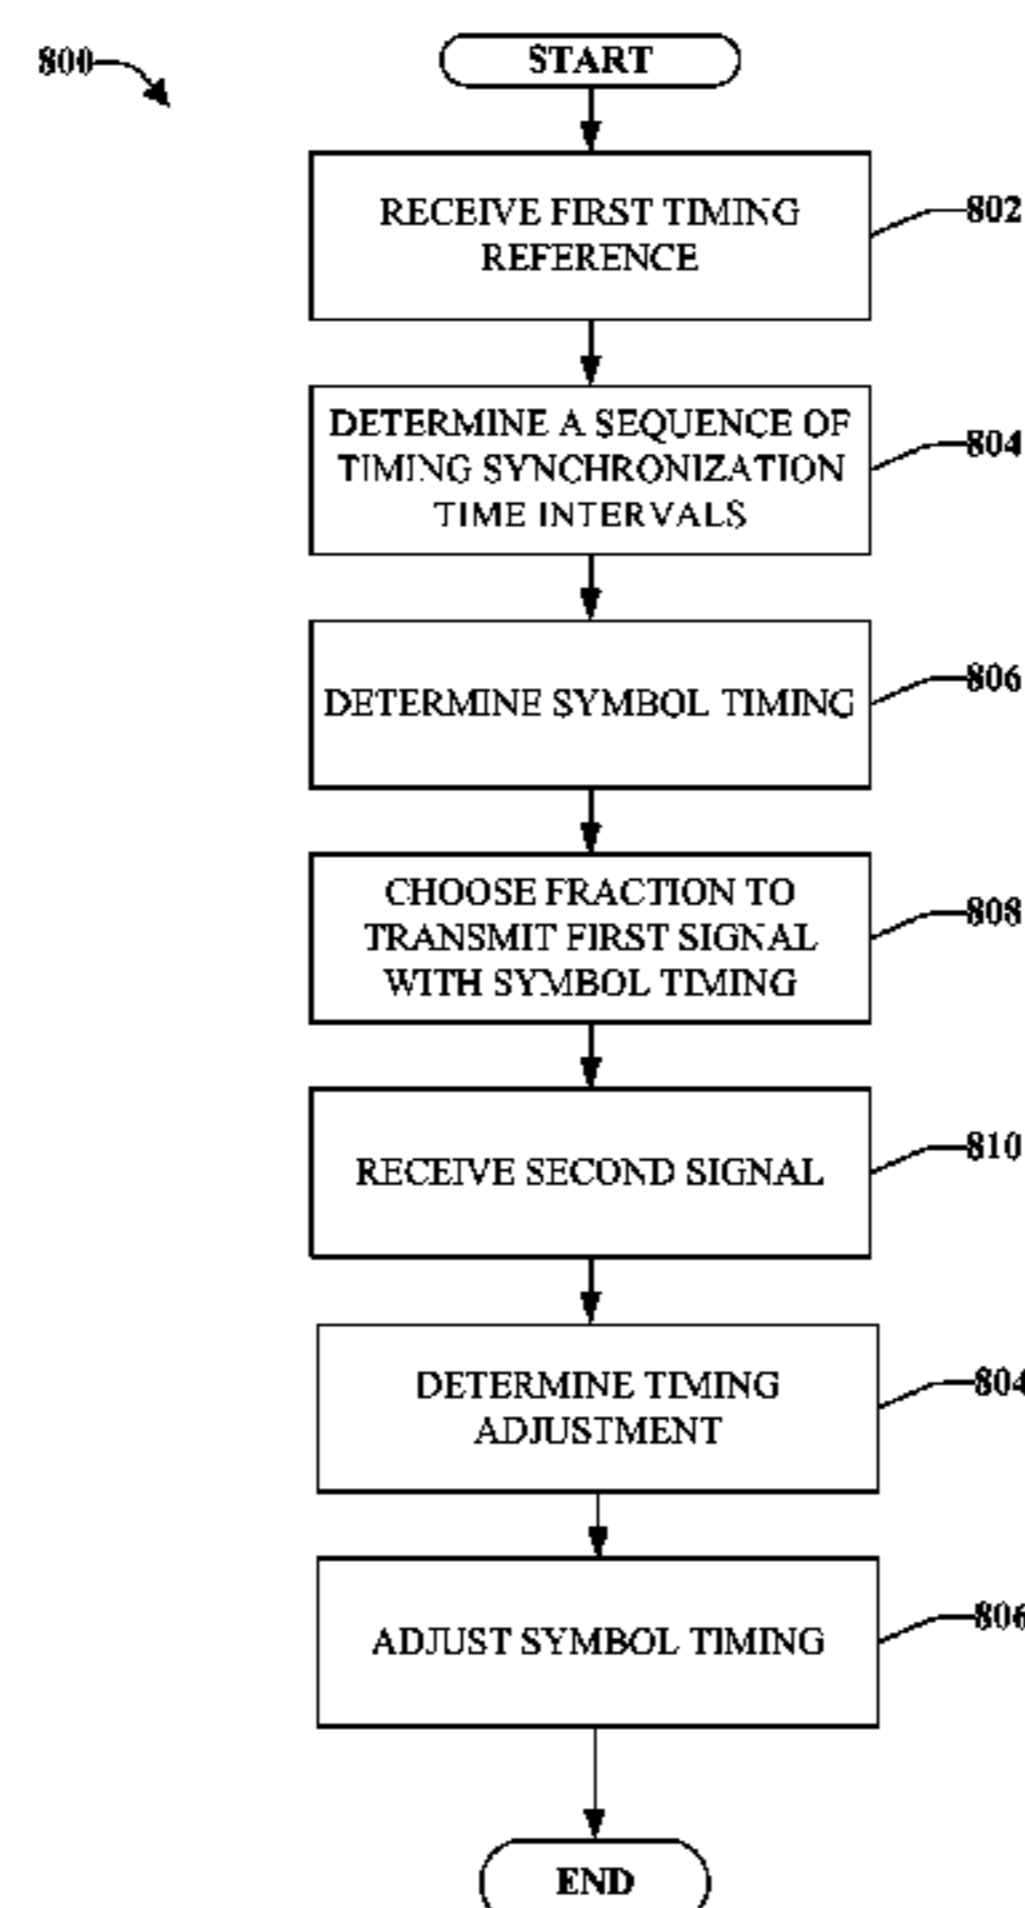 800
START
RECEIVE FIRST TIMING
REFERENCE
802
DETERMINE A SEQUENCE OF
TIMING SYNCHRONIZATION
TIME INTERVALS
804
DETERMINE SYMBOL TIMING
806
CHOOSE FRACTION TO
TRANSMIT FIRST SIGNAL
WITH SYMBOL TIMING
808
RECEIVE SECOND SIGNAL
810
DETERMINE TIMING
ADJUSTMENT
804
ADJUST SYMBOL TIMING
806
END